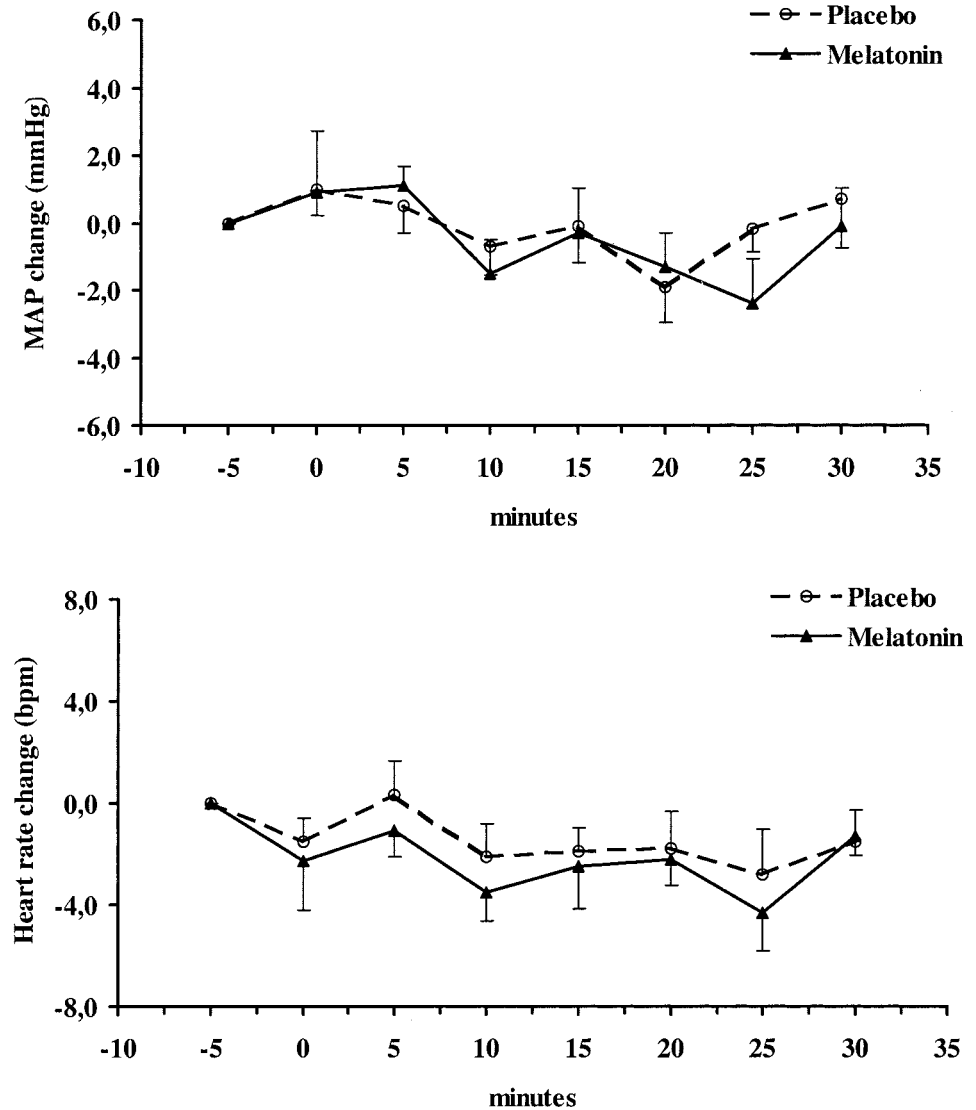 Placebo
Melatonin
6,0
4,0
2,0
0,0
-2,0
-4,0
-6,0
MAP change (mmHg)
-10 -5 0 5 10 15 20 25 30 35
minutes
Placebo
Melatonin
8,0
4,0
0,0
-4,0
-8,0
Heart rate change (bpm)
-10 -5 0 5 10 15 20 25 30 35
minutes